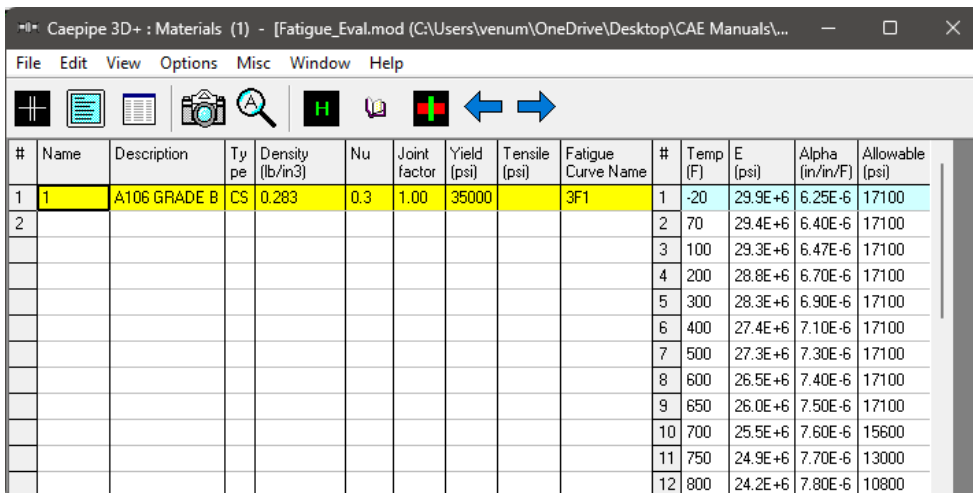 Caepipe 3D+ : Materials (1) - [Fatigue_Eval.mod (C:\Users\venum\OneDrive\Desktop\CAE Manuals\...
File Edit View Options Misc Window Help
A H
# Name Description Ty pe Density (lb/in3) Nu Joint factor Yield (psi) Tensile (psi) Fatigue Curve Name # Temp (F) E (psi) Alpha (in/in/F) Allowable (psi)
1 1 A106 GRADE B CS 0.283 0.3 1.00 35000 3F1 1 -20 29.9E+6 6.25E-6 17100
2 2 70 29.4E+6 6.40E-6 17100
3 100 29.3E+6 6.47E-6 17100
4 200 28.8E+6 6.70E-6 17100
5 300 28.3E+6 6.90E-6 17100
6 400 27.4E+6 7.10E-6 17100
7 500 27.3E+6 7.30E-6 17100
8 600 26.5E+6 7.40E-6 17100
9 650 26.0E+6 7.50E-6 17100
10 700 25.5E+6 7.60E-6 15600
11 750 24.9E+6 7.70E-6 13000
12 800 24.2E+6 7.80E-6 10800